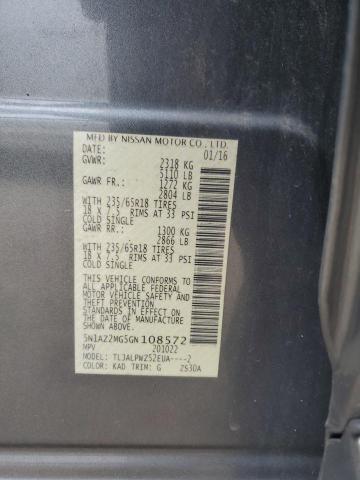 MFD BY NISSAN MOTOR CO., LTD.
DATE: 01/16
GVWR: 2318 KG
5110 LB
GAWR FR.: 1272 KG
2804 LB
WITH 235/65R18 TIRES
18 X 7.5 RIMS AT 33 PSI
COLD SINGLE
GAWR RR.: 1300 KG
2866 LB
WITH 235/65R18 TIRES
18 X 7.5 RIMS AT 33 PSI
COLD SINGLE
THIS VEHICLE CONFORMS TO ALL
APPLICABLE FEDERAL
MOTOR VEHICLE SAFETY
STANDARDS IN EFFECT ON THE
DATE OF MANUFACTURE SHOWN
ABOVE.
5N1AZ2MG5GN108572
MPV 201022
MODEL: TLJALPWZ52EUA----2
COLOR: KAD TRIM: G Z530A